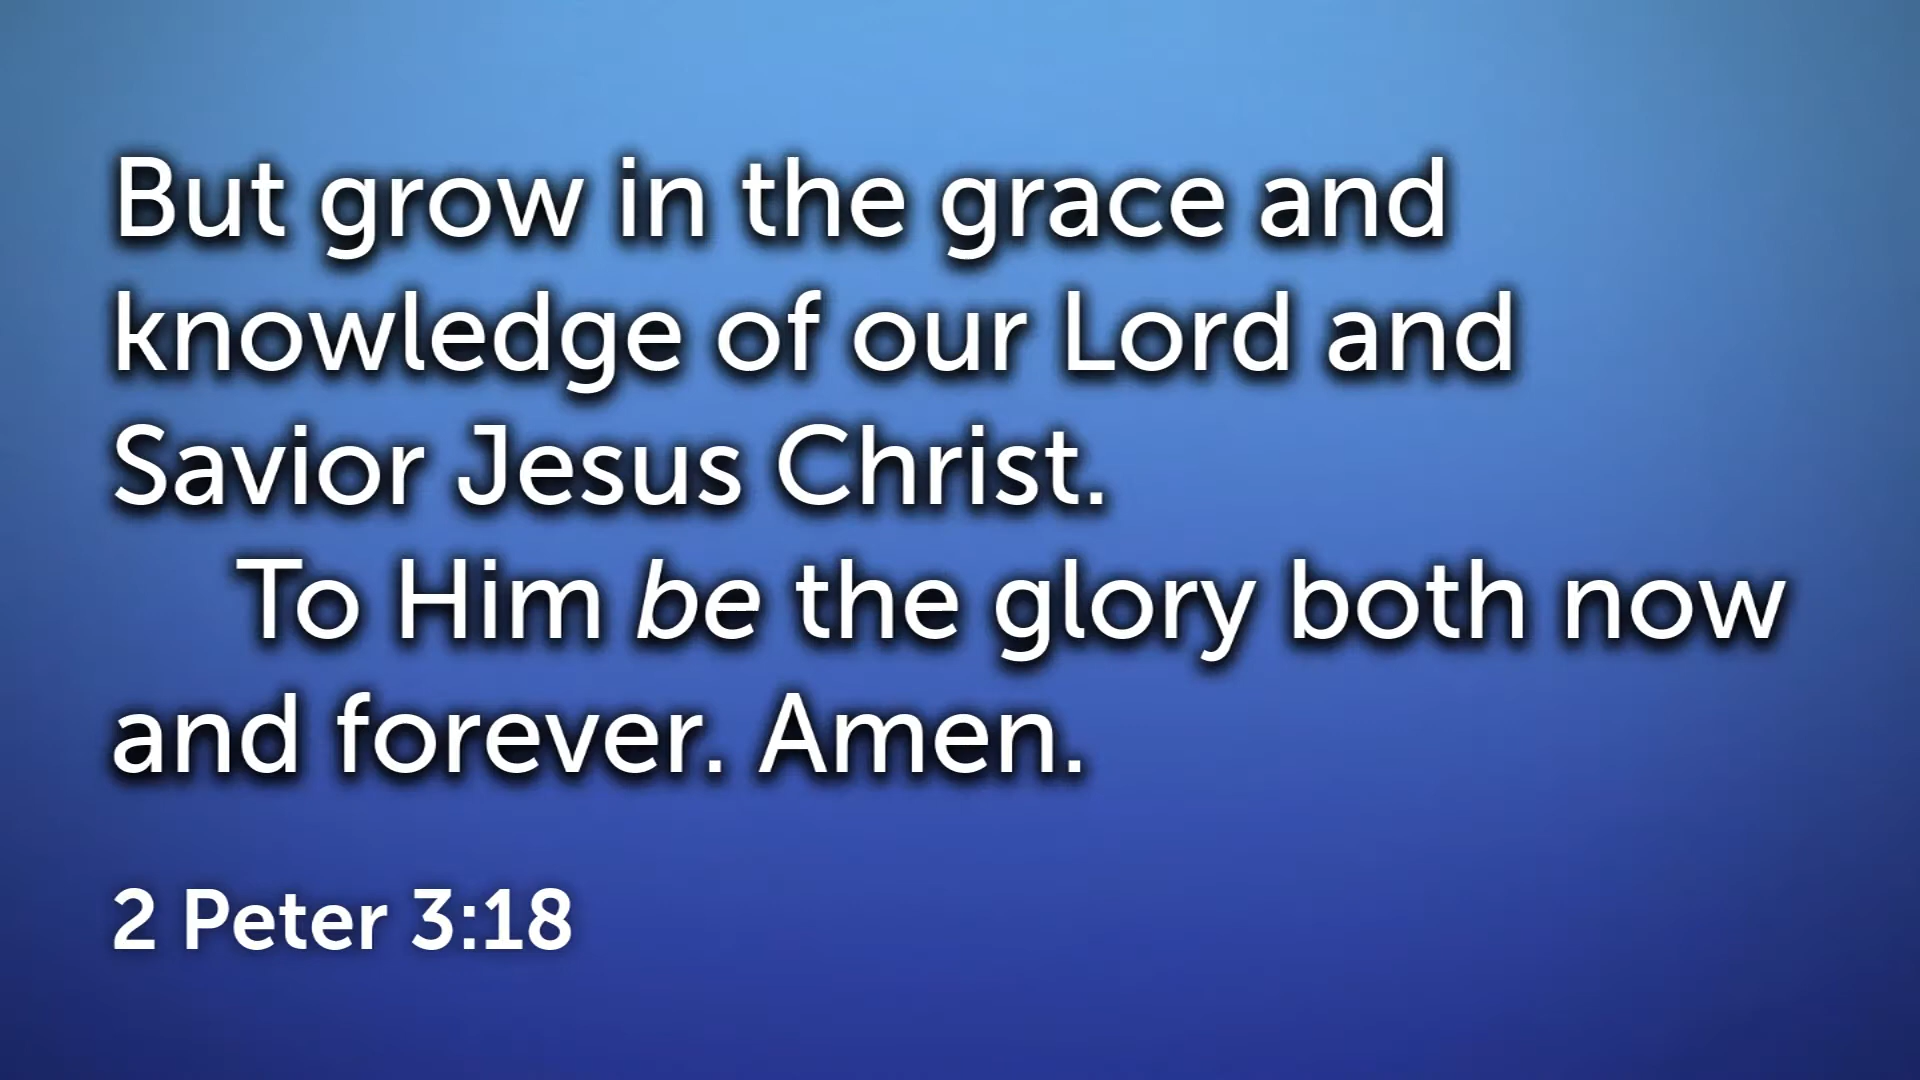 But grow in the grace and
knowledge of our Lord and
Savior Jesus Christ.
To Him be the glory both now
and forever. Amen.
2 Peter 3:18